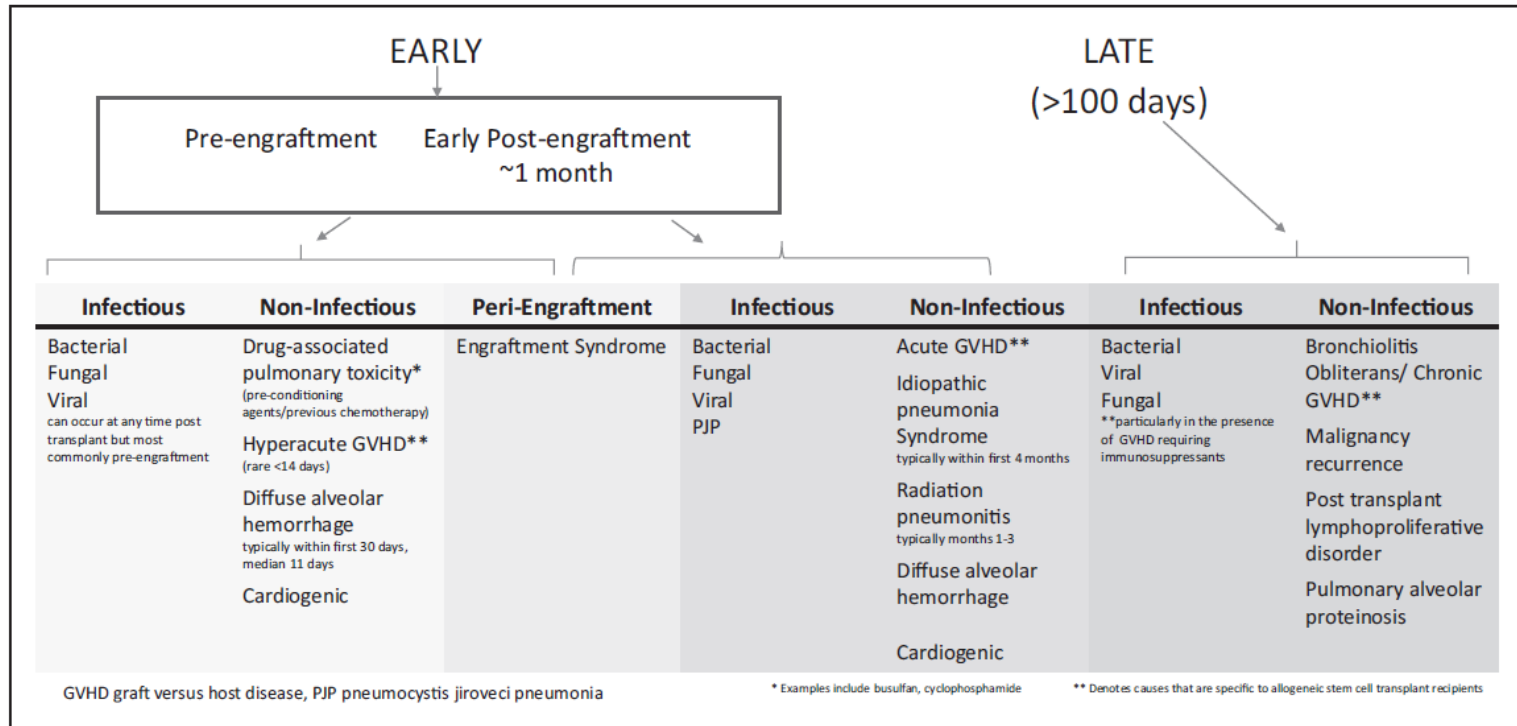 EARLY
LATE
(>100 days)
Pre-engraftment
Early Post-engraftment
~1 month
Infectious
Non-Infectious
Peri-Engraftment
Infectious
Non-Infectious
Infectious
Non-Infectious
Bacterial
Fungal
Viral
can occur at any time post
transplant but most
commonly pre-engraftment
Drug-associated
pulmonary toxicity*
(pre-conditioning
agents/previous chemotherapy)
Hyperacute GVHD**
(rare <14 days)
Diffuse alveolar
hemorrhage
typically within first 30 days,
median 11 days
Cardiogenic
Engraftment Syndrome
Bacterial
Fungal
Viral
PJP
Acute GVHD**
Idiopathic
pneumonia
Syndrome
typically within first 4 months
Radiation
pneumonitis
typically months 1-3
Diffuse alveolar
hemorrhage
Cardiogenic
Bacterial
Viral
Fungal
**particularly in the presence
of GVHD requiring
immunosuppressants
Bronchiolitis
Obliterans/ Chronic
GVHD**
Malignancy
recurrence
Post transplant
lymphoproliferative
disorder
Pulmonary alveolar
proteinosis
GVHD graft versus host disease, PJP pneumocystis jiroveci pneumonia
* Examples include busulfan, cyclophosphamide
** Denotes causes that are specific to allogeneic stem cell transplant recipients